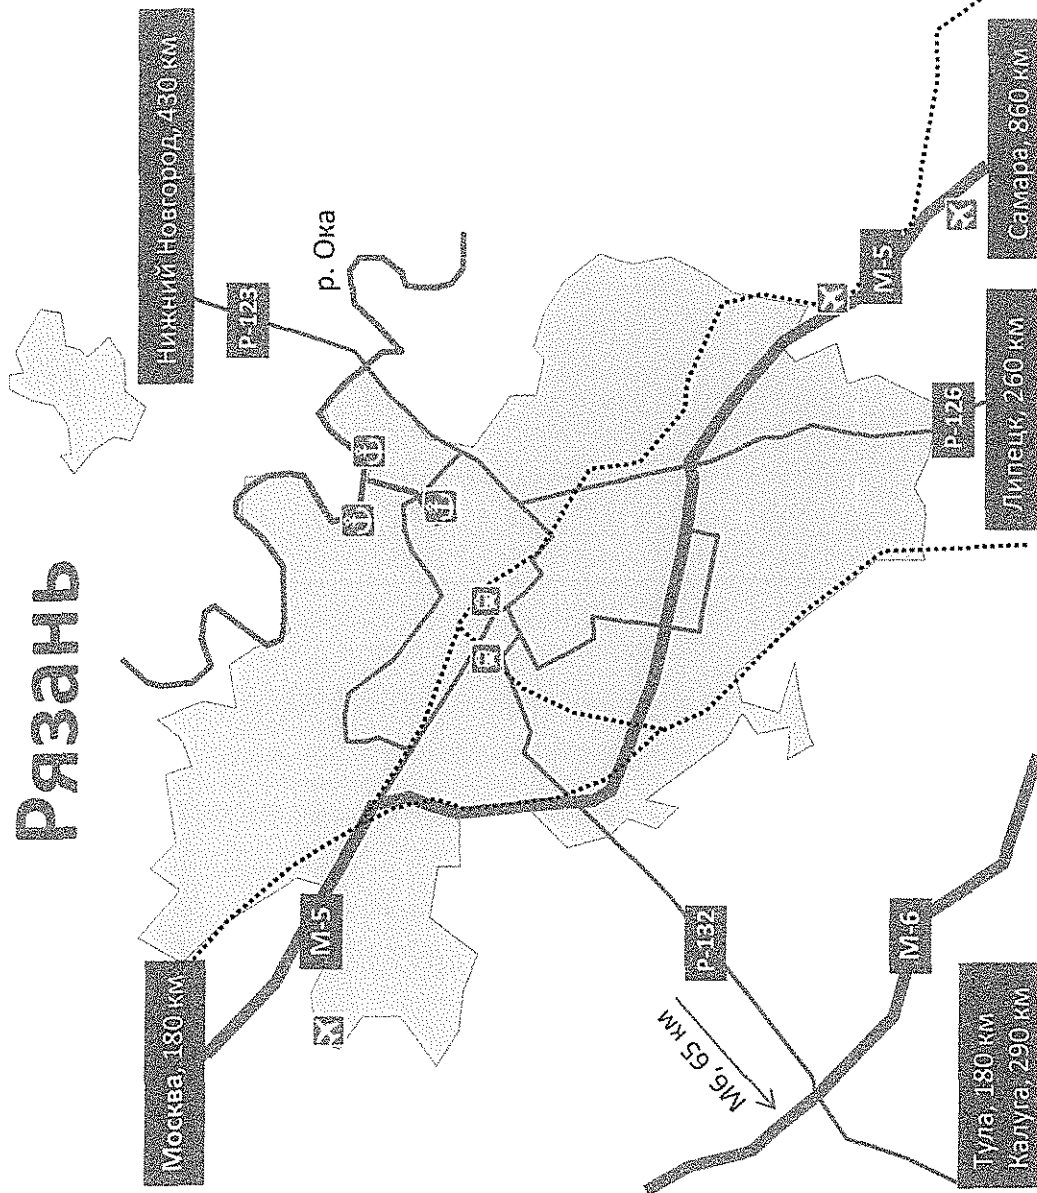 Рязань
Москва, 180 км
Нижний Новгород, 430 км
Р-123
р. Ока
М-5
М-5
Р-132
М6, 65 км
М-6
Р-126
Тула, 180 км
Калуга, 290 км
Липецк, 260 км
Самара, 860 км